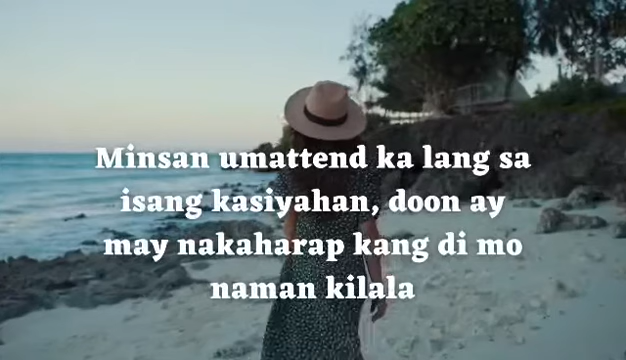 Minsan umattend ka lang sa
isang kasiyahan, doon ay
may nakaharap kang di mo
naman kilala